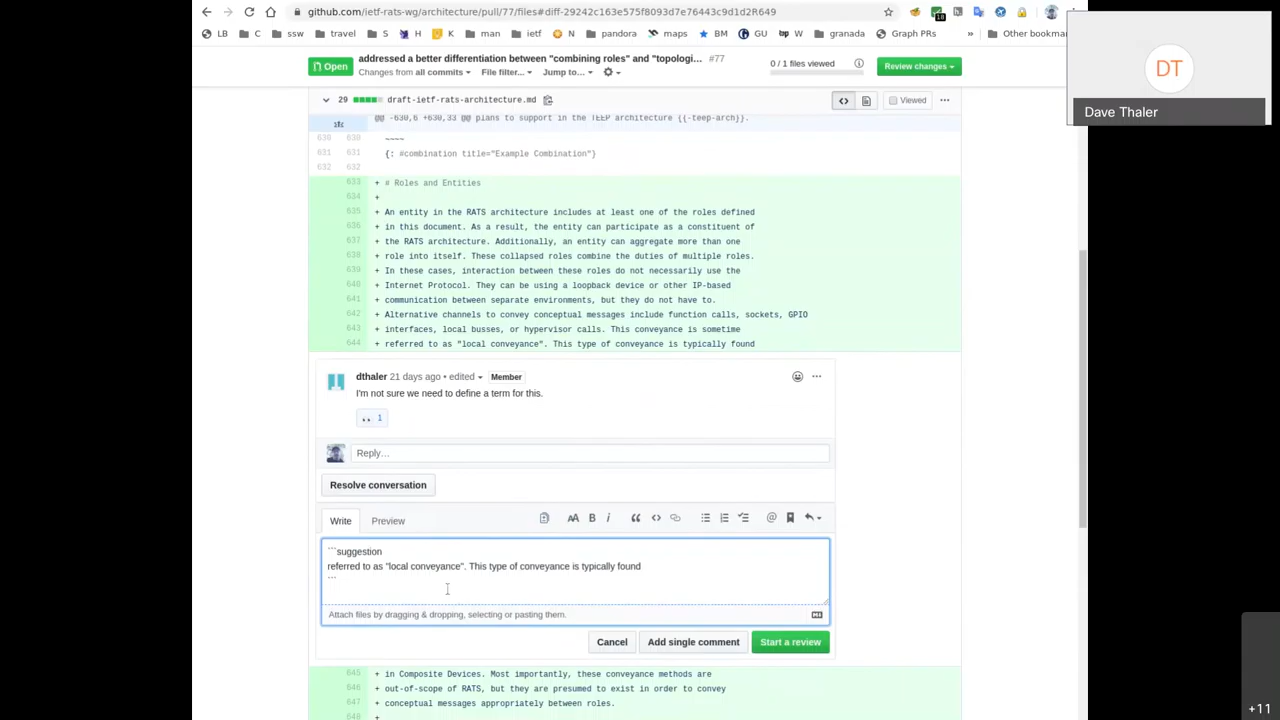 github.com/ietf-rats-wg/architecture/pull/77/files#diff-29242c163e575f8093d7e76443c9d1d2R649
18
LB
C
ssw
travel
S
H
K
man
ietf
N
pandora
maps
BM
GU
Wp
granada
Graph PRs
»
Other bookmar
DT
Dave Thaler
Open
addressed a better differentiation between "combining roles" and "topologi… #77
Changes from all commits
File filter…
Jump to…
0 / 1 files viewed
Review changes
29 draft-ietf-rats-architecture.md
Viewed
@@ -630,6 +630,33 @@ plans to support in the TEEP architecture {{-teep-arch}}.
630 630 ~~~~
631 631 {: #combination title="Example Combination"}
632 632
633 + # Roles and Entities
634 +
635 + An entity in the RATS architecture includes at least one of the roles defined
636 + in this document. As a result, the entity can participate as a constituent of
637 + the RATS architecture. Additionally, an entity can aggregate more than one
638 + role into itself. These collapsed roles combine the duties of multiple roles.
639 + In these cases, interaction between these roles do not necessarily use the
640 + Internet Protocol. They can be using a loopback device or other IP-based
641 + communication between separate environments, but they do not have to.
642 + Alternative channels to convey conceptual messages include function calls, sockets, GPIO
643 + interfaces, local busses, or hypervisor calls. This conveyance is sometime
644 + referred to as "local conveyance". This type of conveyance is typically found
dthaler 21 days ago • edited Member
I'm not sure we need to define a term for this.
1
Reply…
Resolve conversation
Write Preview
AA B i
```suggestion
referred to as "local conveyance". This type of conveyance is typically found
```
Attach files by dragging & dropping, selecting or pasting them.
Cancel
Add single comment
Start a review
645 + in Composite Devices. Most importantly, these conveyance methods are
646 + out-of-scope of RATS, but they are presumed to exist in order to convey
647 + conceptual messages appropriately between roles.
648 +
+11